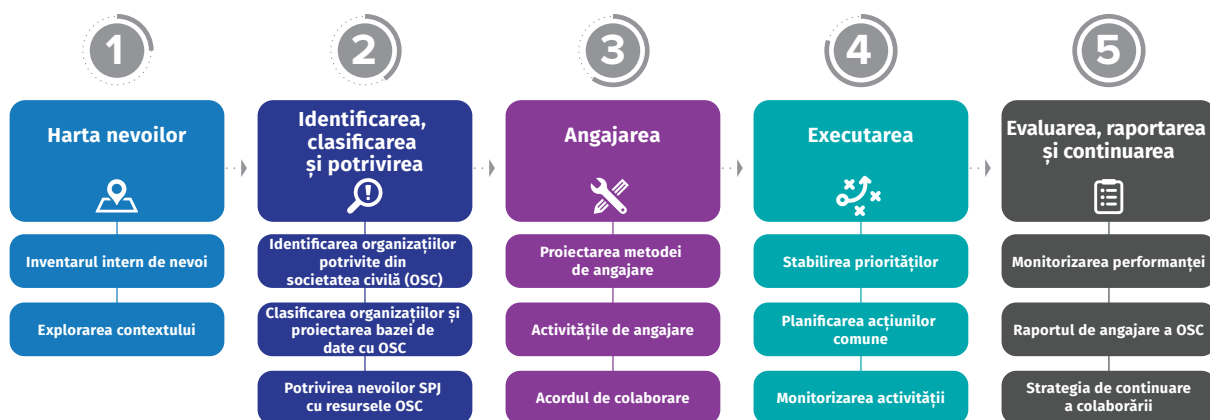 1
Harta nevoilor
Inventarul intern de nevoi
Explorarea contextului
2
Identificarea,
clasificarea
și potrivirea
Identificarea organizațiilor
potrivite din
societatea civilă (OSC)
Clasificarea organizațiilor și
proiectarea bazei de
date cu OSC
Potrivirea nevoilor SPJ
cu resursele OSC
3
Angajarea
Proiectarea metodei
de angajare
Activitățile de angajare
Acordul de colaborare
4
Executarea
Stabilirea priorităților
Planificarea acțiunilor
comune
Monitorizarea activității
5
Evaluarea, raportarea
și continuarea
Monitorizarea performanței
Raportul de angajare a OSC
Strategia de continuare
a colaborării